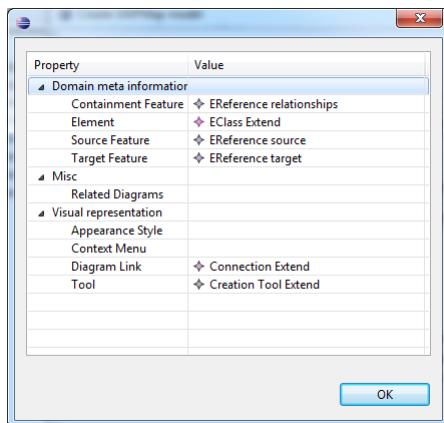 Property Value
Domain meta informatior
Containment Feature EReference relationships
Element EClass Extend
Source Feature EReference source
Target Feature EReference target
Misc
Related Diagrams
Visual representation
Appearance Style
Context Menu
Diagram Link Connection Extend
Tool Creation Tool Extend
OK